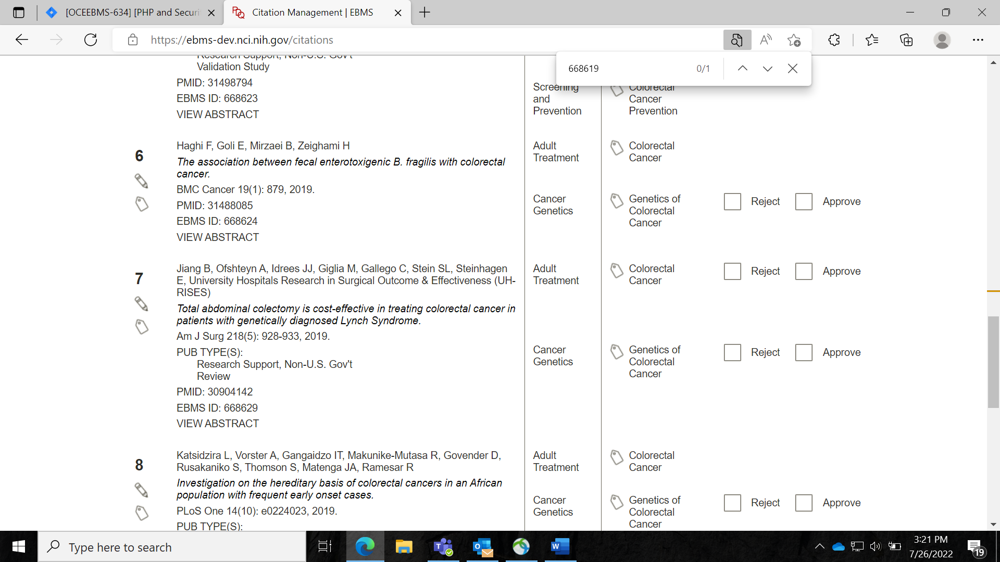 [OCEEBMS-634] [PHP and Securi
Citation Management | EBMS
https://ebms-dev.nci.nih.gov/citations
668619
0/1
Research Support, Non-U.S. Gov't
Validation Study
PMID: 31498794
EBMS ID: 668623
VIEW ABSTRACT
Screening
and
Prevention
Colorectal
Cancer
Prevention
6
Haghi F, Goli E, Mirzaei B, Zeighami H
The association between fecal enterotoxigenic B. fragilis with colorectal
cancer.
BMC Cancer 19(1): 879, 2019.
PMID: 31488085
EBMS ID: 668624
VIEW ABSTRACT
Adult
Treatment
Colorectal
Cancer
Cancer
Genetics
Genetics of
Colorectal
Cancer
Reject
Approve
7
Jiang B, Ofshteyn A, Idrees JJ, Giglia M, Gallego C, Stein SL, Steinhagen
E, University Hospitals Research in Surgical Outcome & Effectiveness (UH-
RISES)
Total abdominal colectomy is cost-effective in treating colorectal cancer in
patients with genetically diagnosed Lynch Syndrome.
Am J Surg 218(5): 928-933, 2019.
PUB TYPE(S):
Research Support, Non-U.S. Gov't
Review
PMID: 30904142
EBMS ID: 668629
VIEW ABSTRACT
Adult
Treatment
Colorectal
Cancer
Reject
Approve
Cancer
Genetics
Genetics of
Colorectal
Cancer
Reject
Approve
8
Katsidzira L, Vorster A, Gangaidzo IT, Makunike-Mutasa R, Govender D,
Rusakaniko S, Thomson S, Matenga JA, Ramesar R
Investigation on the hereditary basis of colorectal cancers in an African
population with frequent early onset cases.
PLoS One 14(10): e0224023, 2019.
PUB TYPE(S):
Adult
Treatment
Colorectal
Cancer
Cancer
Genetics
Genetics of
Colorectal
Cancer
Reject
Approve
Type here to search
3:21 PM
7/26/2022
19